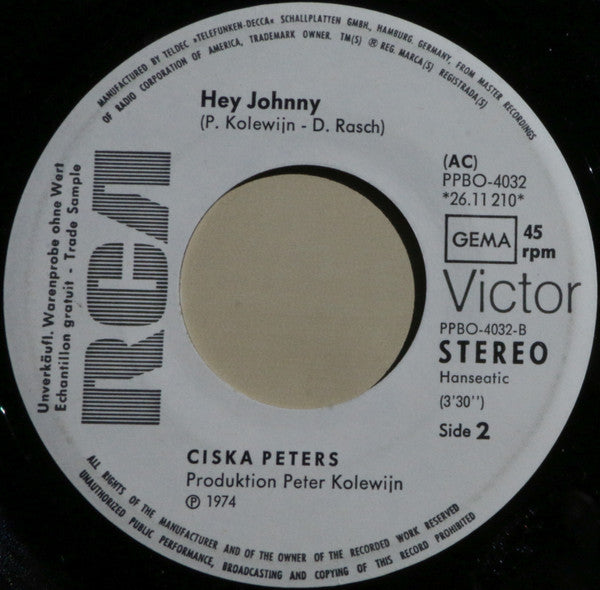 MANUFACTURED BY TELDEC »TELEFUNKEN-DECCA« SCHALLPLATTEN GMBH, HAMBURG, GERMANY, FROM MASTER RECORDINGS
OF RADIO CORPORATION OF AMERICA, TRADEMARK OWNER. TM(S) ® REG. MARCA(S) REGISTRADA(S)
Hey Johnny
(P. Kolewijn - D. Rasch)
Unverkäufl. Warenprobe ohne Wert
Echantillon gratuit - Trade Sample
RCA
(AC)
PPBO-4032
*26.11 210*
GEMA
45
rpm
Victor
PPBO-4032-B
STEREO
Hanseatic
(3'30'')
Side 2
CISKA PETERS
Produktion Peter Kolewijn
℗ 1974
ALL RIGHTS OF THE MANUFACTURER AND OF THE OWNER OF THE RECORDED WORK RESERVED
UNAUTHORIZED PUBLIC PERFORMANCE, BROADCASTING AND COPYING OF THIS RECORD PROHIBITED